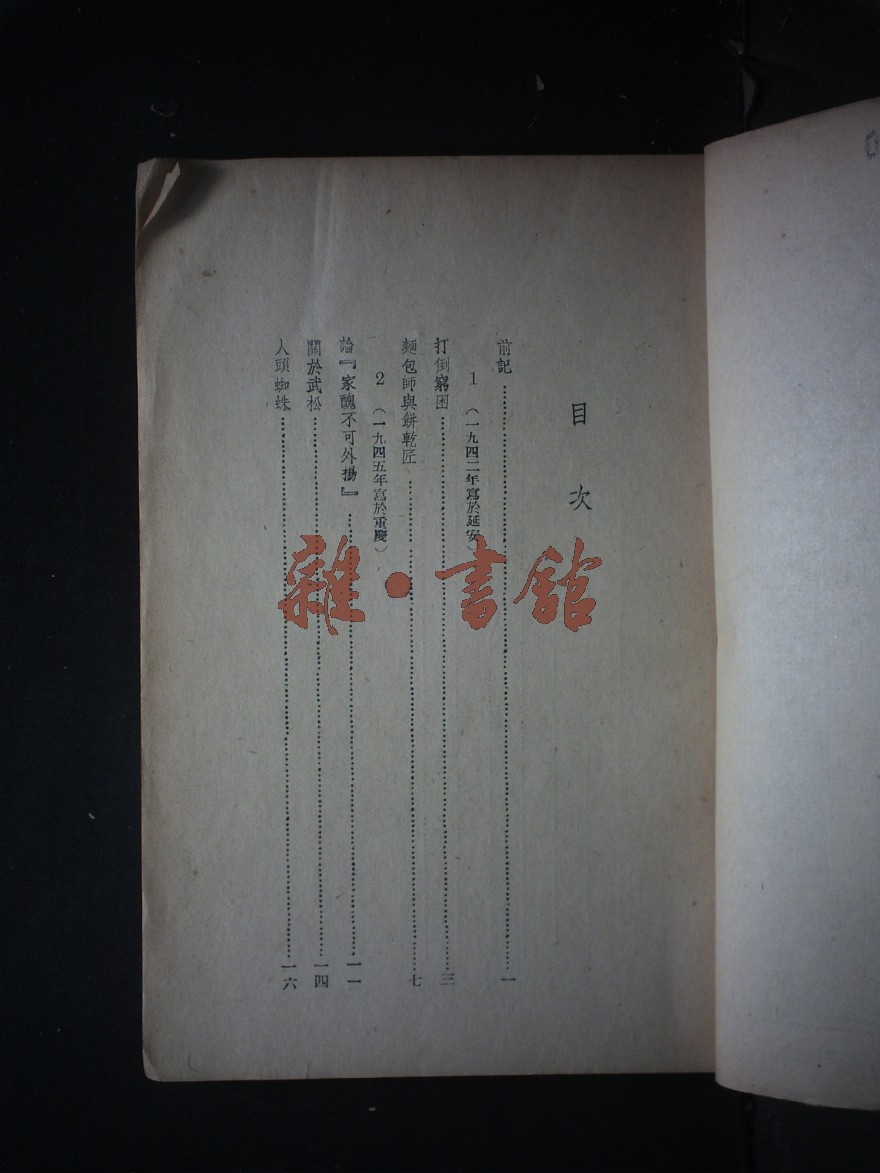 目次
前記……一
1 (一九四二年寫於延安)
打倒窮困……三
麵包師與餅乾匠……七
2 (一九四五年寫於重慶)
論『家醜不可外揚』……一一
關於武松……一四
人頭蜘蛛……一六
雜·書館